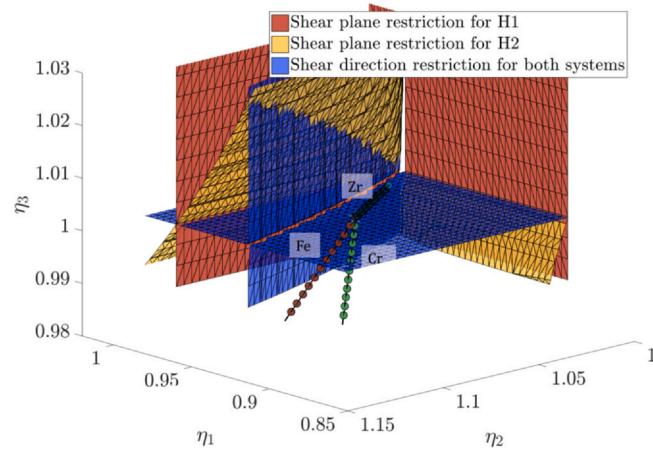 Shear plane restriction for H1
Shear plane restriction for H2
Shear direction restriction for both systems
1.03
1.02
1.01
1
0.99
0.98
η3
Zr
Fe
Cr
1
0.95
0.9
0.85
η1
1.15
1.1
1.05
1
η2